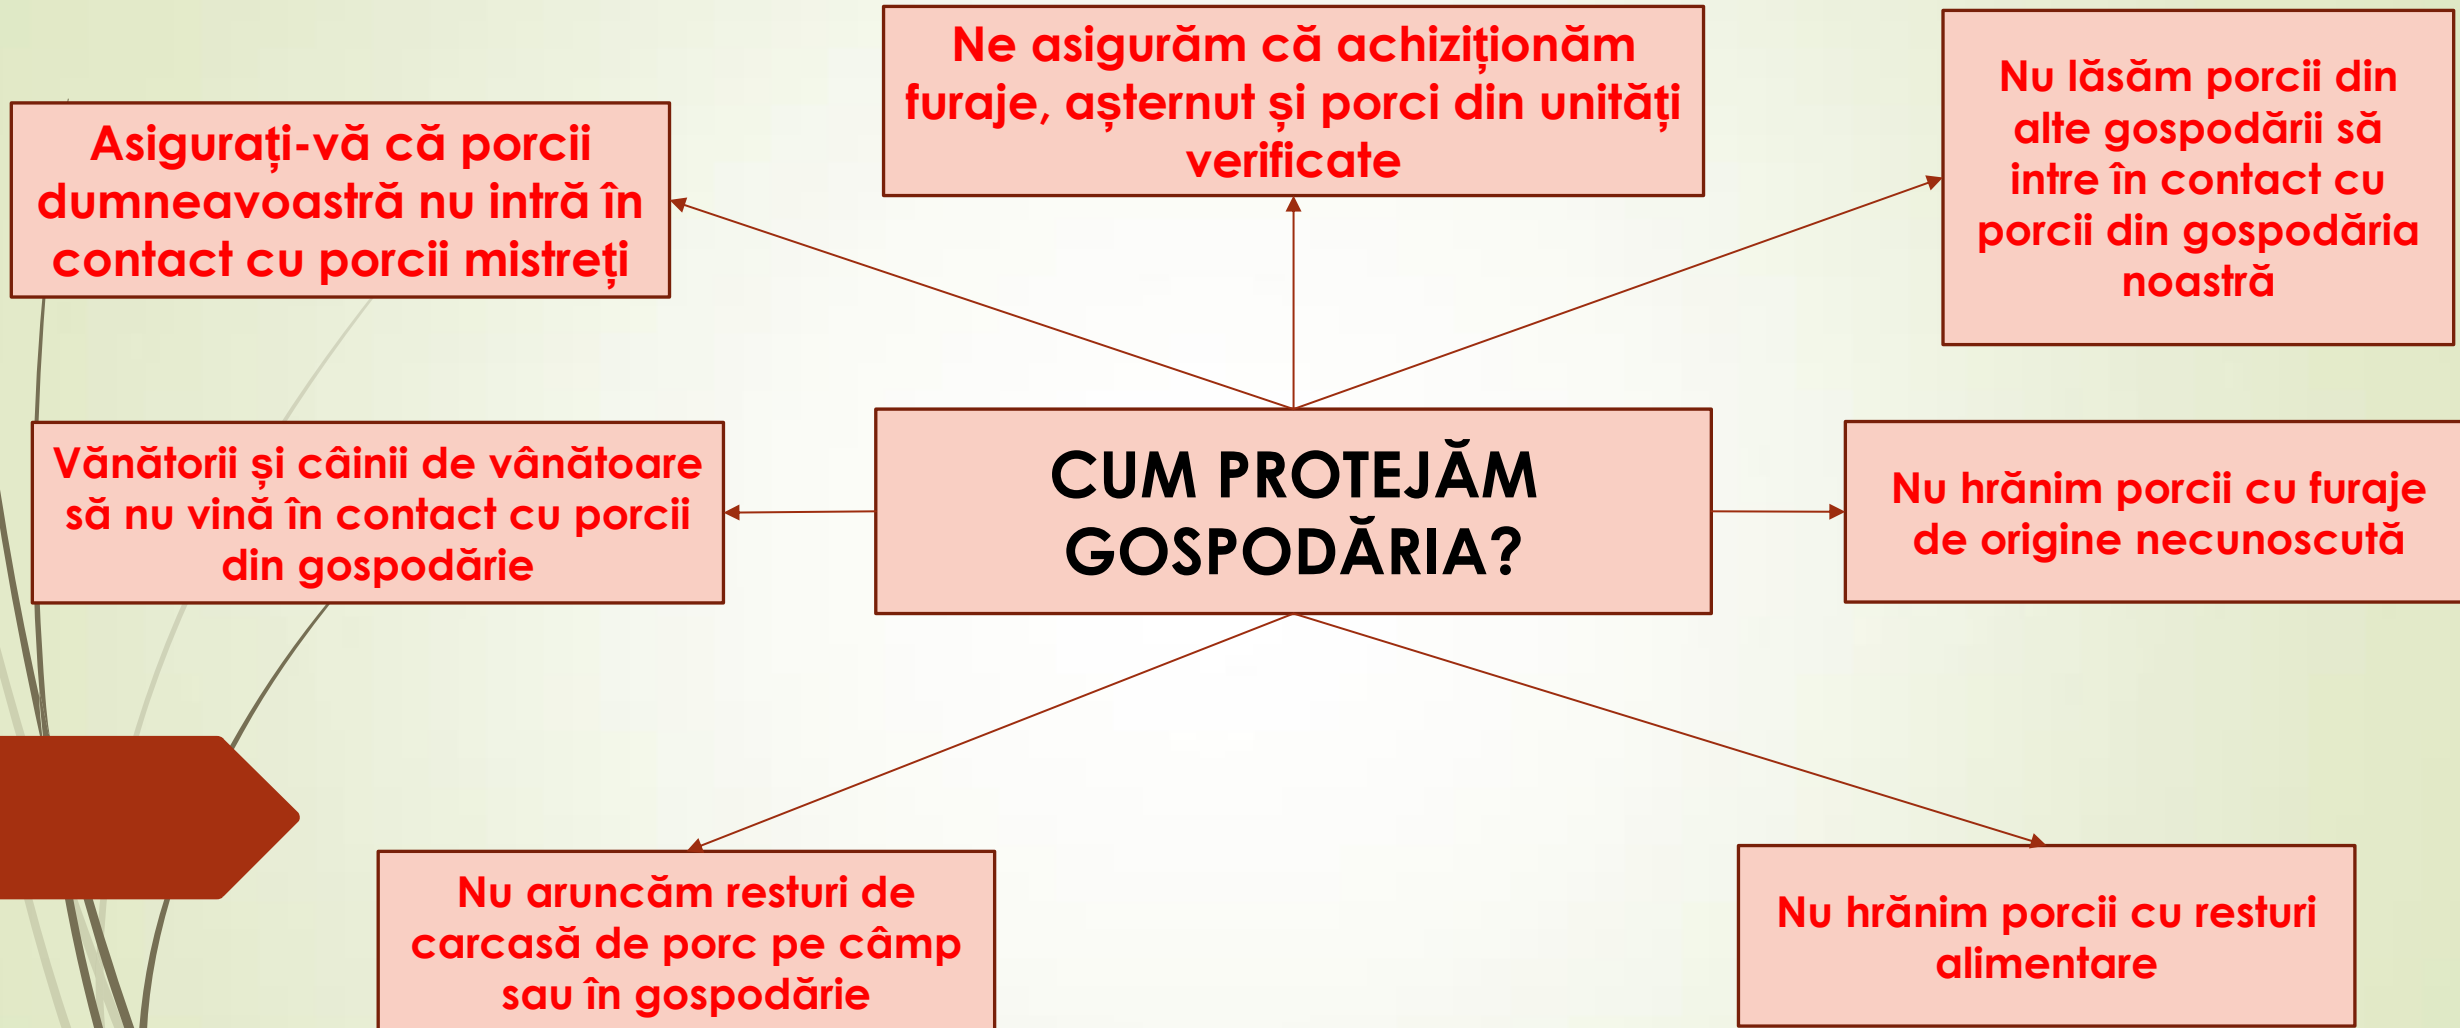 Ne asigurăm că achiziționăm
furaje, așternut și porci din unități
verificate
Nu lăsăm porcii din
alte gospodării să
intre în contact cu
porcii din gospodăria
noastră
Asigurați-vă că porcii
dumneavoastră nu intră în
contact cu porcii mistreți
Vănătorii și câinii de vânătoare
să nu vină în contact cu porcii
din gospodărie
CUM PROTEJĂM
GOSPODĂRIA?
Nu hrănim porcii cu furaje
de origine necunoscută
Nu aruncăm resturi de
carcasă de porc pe câmp
sau în gospodărie
Nu hrănim porcii cu resturi
alimentare